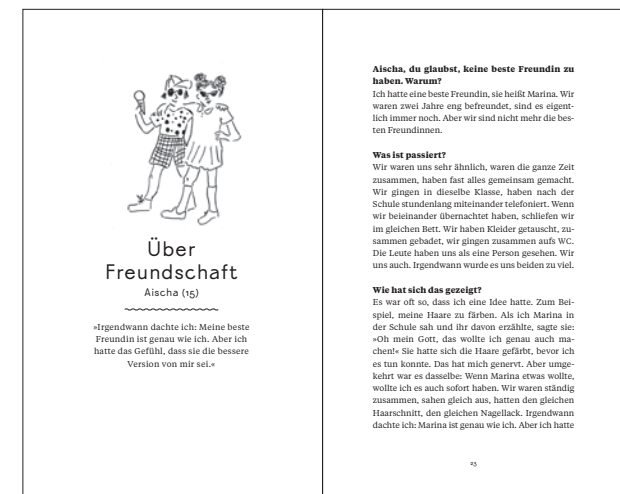 Über
Freundschaft
Aischa (15)
»Irgendwann dachte ich: Meine beste
Freundin ist genau wie ich. Aber ich
hatte das Gefühl, dass sie die bessere
Version von mir sei.«
Aischa, du glaubst, keine beste Freundin zu
haben. Warum?
Ich hatte eine beste Freundin, sie heißt Marina. Wir
waren zwei Jahre eng befreundet, sind es eigent-
lich immer noch. Aber wir sind nicht mehr die bes-
ten Freundinnen.
Was ist passiert?
Wir waren uns sehr ähnlich, waren die ganze Zeit
zusammen, haben fast alles gemeinsam gemacht.
Wir gingen in dieselbe Klasse, haben nach der
Schule stundenlang miteinander telefoniert. Wenn
wir beieinander übernachtet haben, schliefen wir
im gleichen Bett. Wir haben Kleider getauscht, zu-
sammen gebadet, wir gingen zusammen aufs WC.
Die Leute haben uns als eine Person gesehen. Wir
uns auch. Irgendwann wurde es uns beiden zu viel.
Wie hat sich das gezeigt?
Es war oft so, dass ich eine Idee hatte. Zum Bei-
spiel, meine Haare zu färben. Als ich Marina in
der Schule sah und ihr davon erzählte, sagte sie:
»Oh mein Gott, das wollte ich genau auch ma-
chen!« Sie hatte sich die Haare gefärbt, bevor ich
es tun konnte. Das hat mich genervt. Aber umge-
kehrt war es dasselbe: Wenn Marina etwas wollte,
wollte ich es auch sofort haben. Wir waren ständig
zusammen, sahen gleich aus, hatten den gleichen
Haarschnitt, den gleichen Nagellack. Irgendwann
dachte ich: Marina ist genau wie ich. Aber ich hatte
23